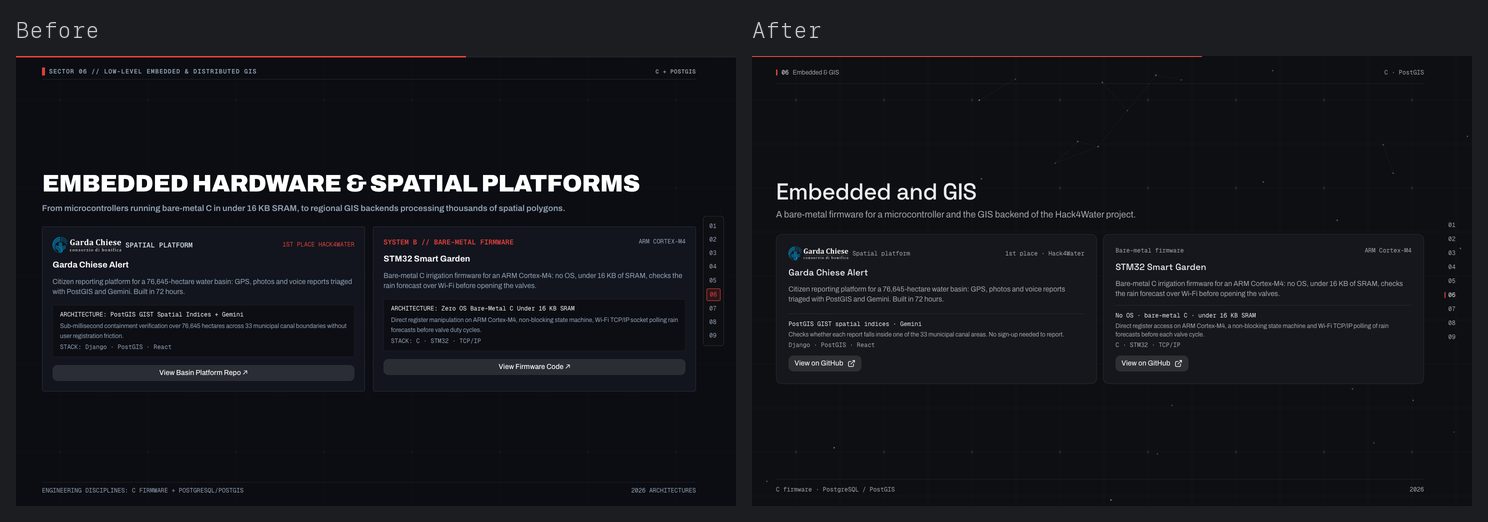 Before
SECTOR 06 // LOW-LEVEL EMBEDDED & DISTRIBUTED GIS
C + POSTGIS
EMBEDDED HARDWARE & SPATIAL PLATFORMS
From microcontrollers running bare-metal C in under 16 KB SRAM, to regional GIS backends processing thousands of spatial polygons.
Garda Chiese
consorzio di bonifica
SPATIAL PLATFORM
1ST PLACE HACK4WATER
Garda Chiese Alert
Citizen reporting platform for a 76,645-hectare water basin: GPS, photos and voice reports triaged
with PostGIS and Gemini. Built in 72 hours.
ARCHITECTURE: PostGIS GIST Spatial Indices + Gemini
Sub-millisecond containment verification over 76,645 hectares across 33 municipal canal boundaries without
user registration friction.
STACK: Django · PostGIS · React
View Basin Platform Repo ↗
SYSTEM B // BARE-METAL FIRMWARE
ARM CORTEX-M4
STM32 Smart Garden
Bare-metal C irrigation firmware for an ARM Cortex-M4: no OS, under 16 KB of SRAM, checks the
rain forecast over Wi-Fi before opening the valves.
ARCHITECTURE: Zero OS Bare-Metal C Under 16 KB SRAM
Direct register manipulation on ARM Cortex-M4, non-blocking state machine, Wi-Fi TCP/IP socket polling rain
forecasts before valve duty cycles.
STACK: C · STM32 · TCP/IP
View Firmware Code ↗
01
02
03
04
05
06
07
08
09
ENGINEERING DISCIPLINES: C FIRMWARE + POSTGRESQL/POSTGIS
2026 ARCHITECTURES
After
06 Embedded & GIS
C · PostGIS
Embedded and GIS
A bare-metal firmware for a microcontroller and the GIS backend of the Hack4Water project.
Garda Chiese
consorzio di bonifica
Spatial platform
1st place · Hack4Water
Garda Chiese Alert
Citizen reporting platform for a 76,645-hectare water basin: GPS, photos and voice reports
triaged with PostGIS and Gemini. Built in 72 hours.
PostGIS GIST spatial indices · Gemini
Checks whether each report falls inside one of the 33 municipal canal areas. No sign-up needed to report.
Django · PostGIS · React
View on GitHub
Bare-metal firmware
ARM Cortex-M4
STM32 Smart Garden
Bare-metal C irrigation firmware for an ARM Cortex-M4: no OS, under 16 KB of SRAM, checks
the rain forecast over Wi-Fi before opening the valves.
No OS · bare-metal C · under 16 KB SRAM
Direct register access on ARM Cortex-M4, a non-blocking state machine and Wi-Fi TCP/IP polling of rain
forecasts before each valve cycle.
C · STM32 · TCP/IP
View on GitHub
01
02
03
04
05
06
07
08
09
C firmware · PostgreSQL / PostGIS
2026